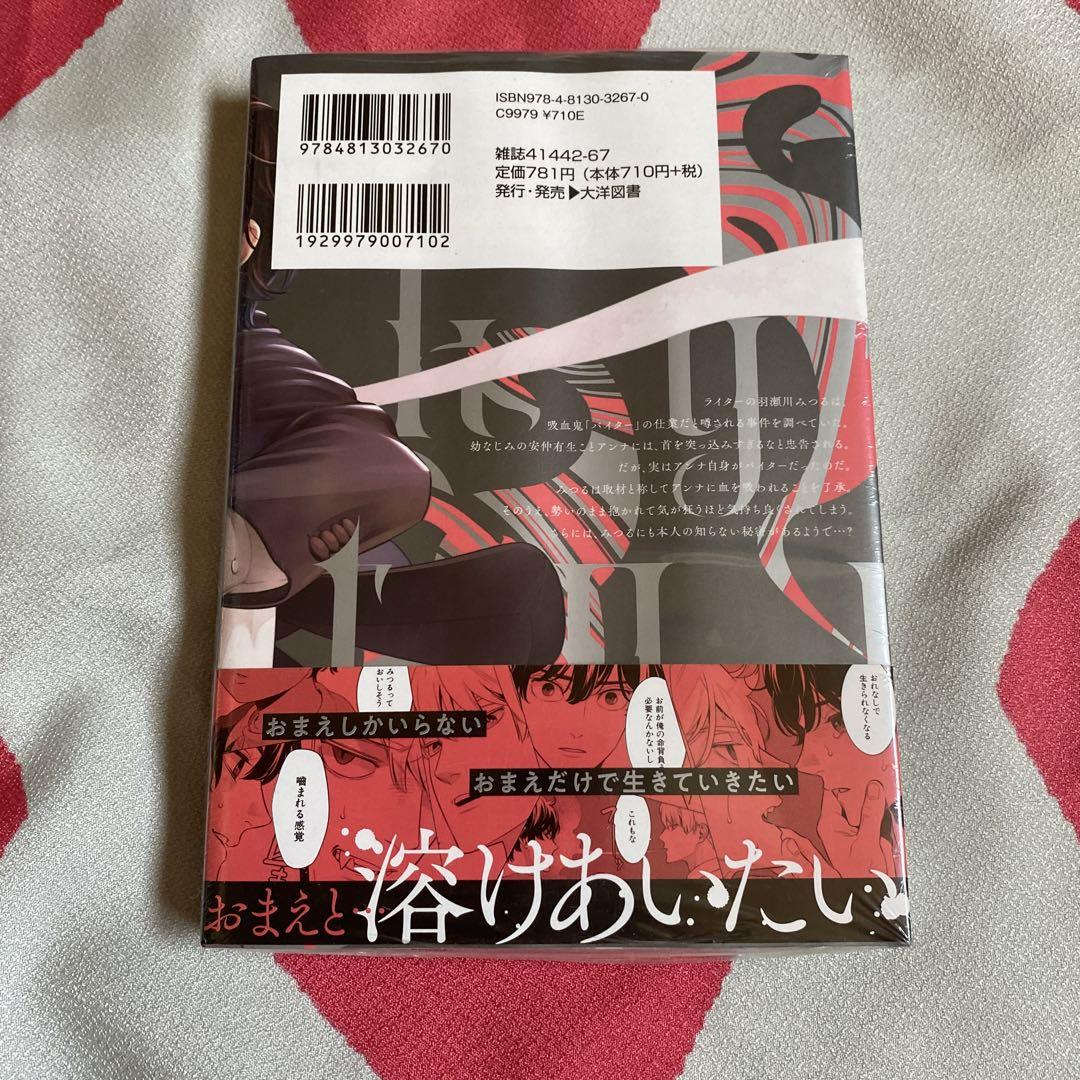 ISBN978-4-8130-3267-0
C9979 ¥710E
9784813032670
雑誌41442-67
定価781円（本体710円+税）
発行・発売▶大洋図書
1929979007102
ライターの羽瀬川みつるは、
吸血鬼「バイター」の仕業だと噂される事件を調べていた。
幼なじみの安仲有生ことアンナには、首を突っ込みすぎるなと忠告される。
だが、実はアンナ自身がバイターだったのだ。
みつるは取材と称してアンナに血を吸われることを了承。
そのうえ、勢いのまま抱かれて気が狂うほど気持ち良くされてしまう。
さらには、みつるにも本人の知らない秘密があるようで…?
おれなしで
生きられなくなる
お前が俺の命背負
必要なんかないし
みつるって
おいしそう
おまえしかいらない
おまえだけで生きていきたい
これもな
噛まれる感覚
おまえと…
溶けあいたい